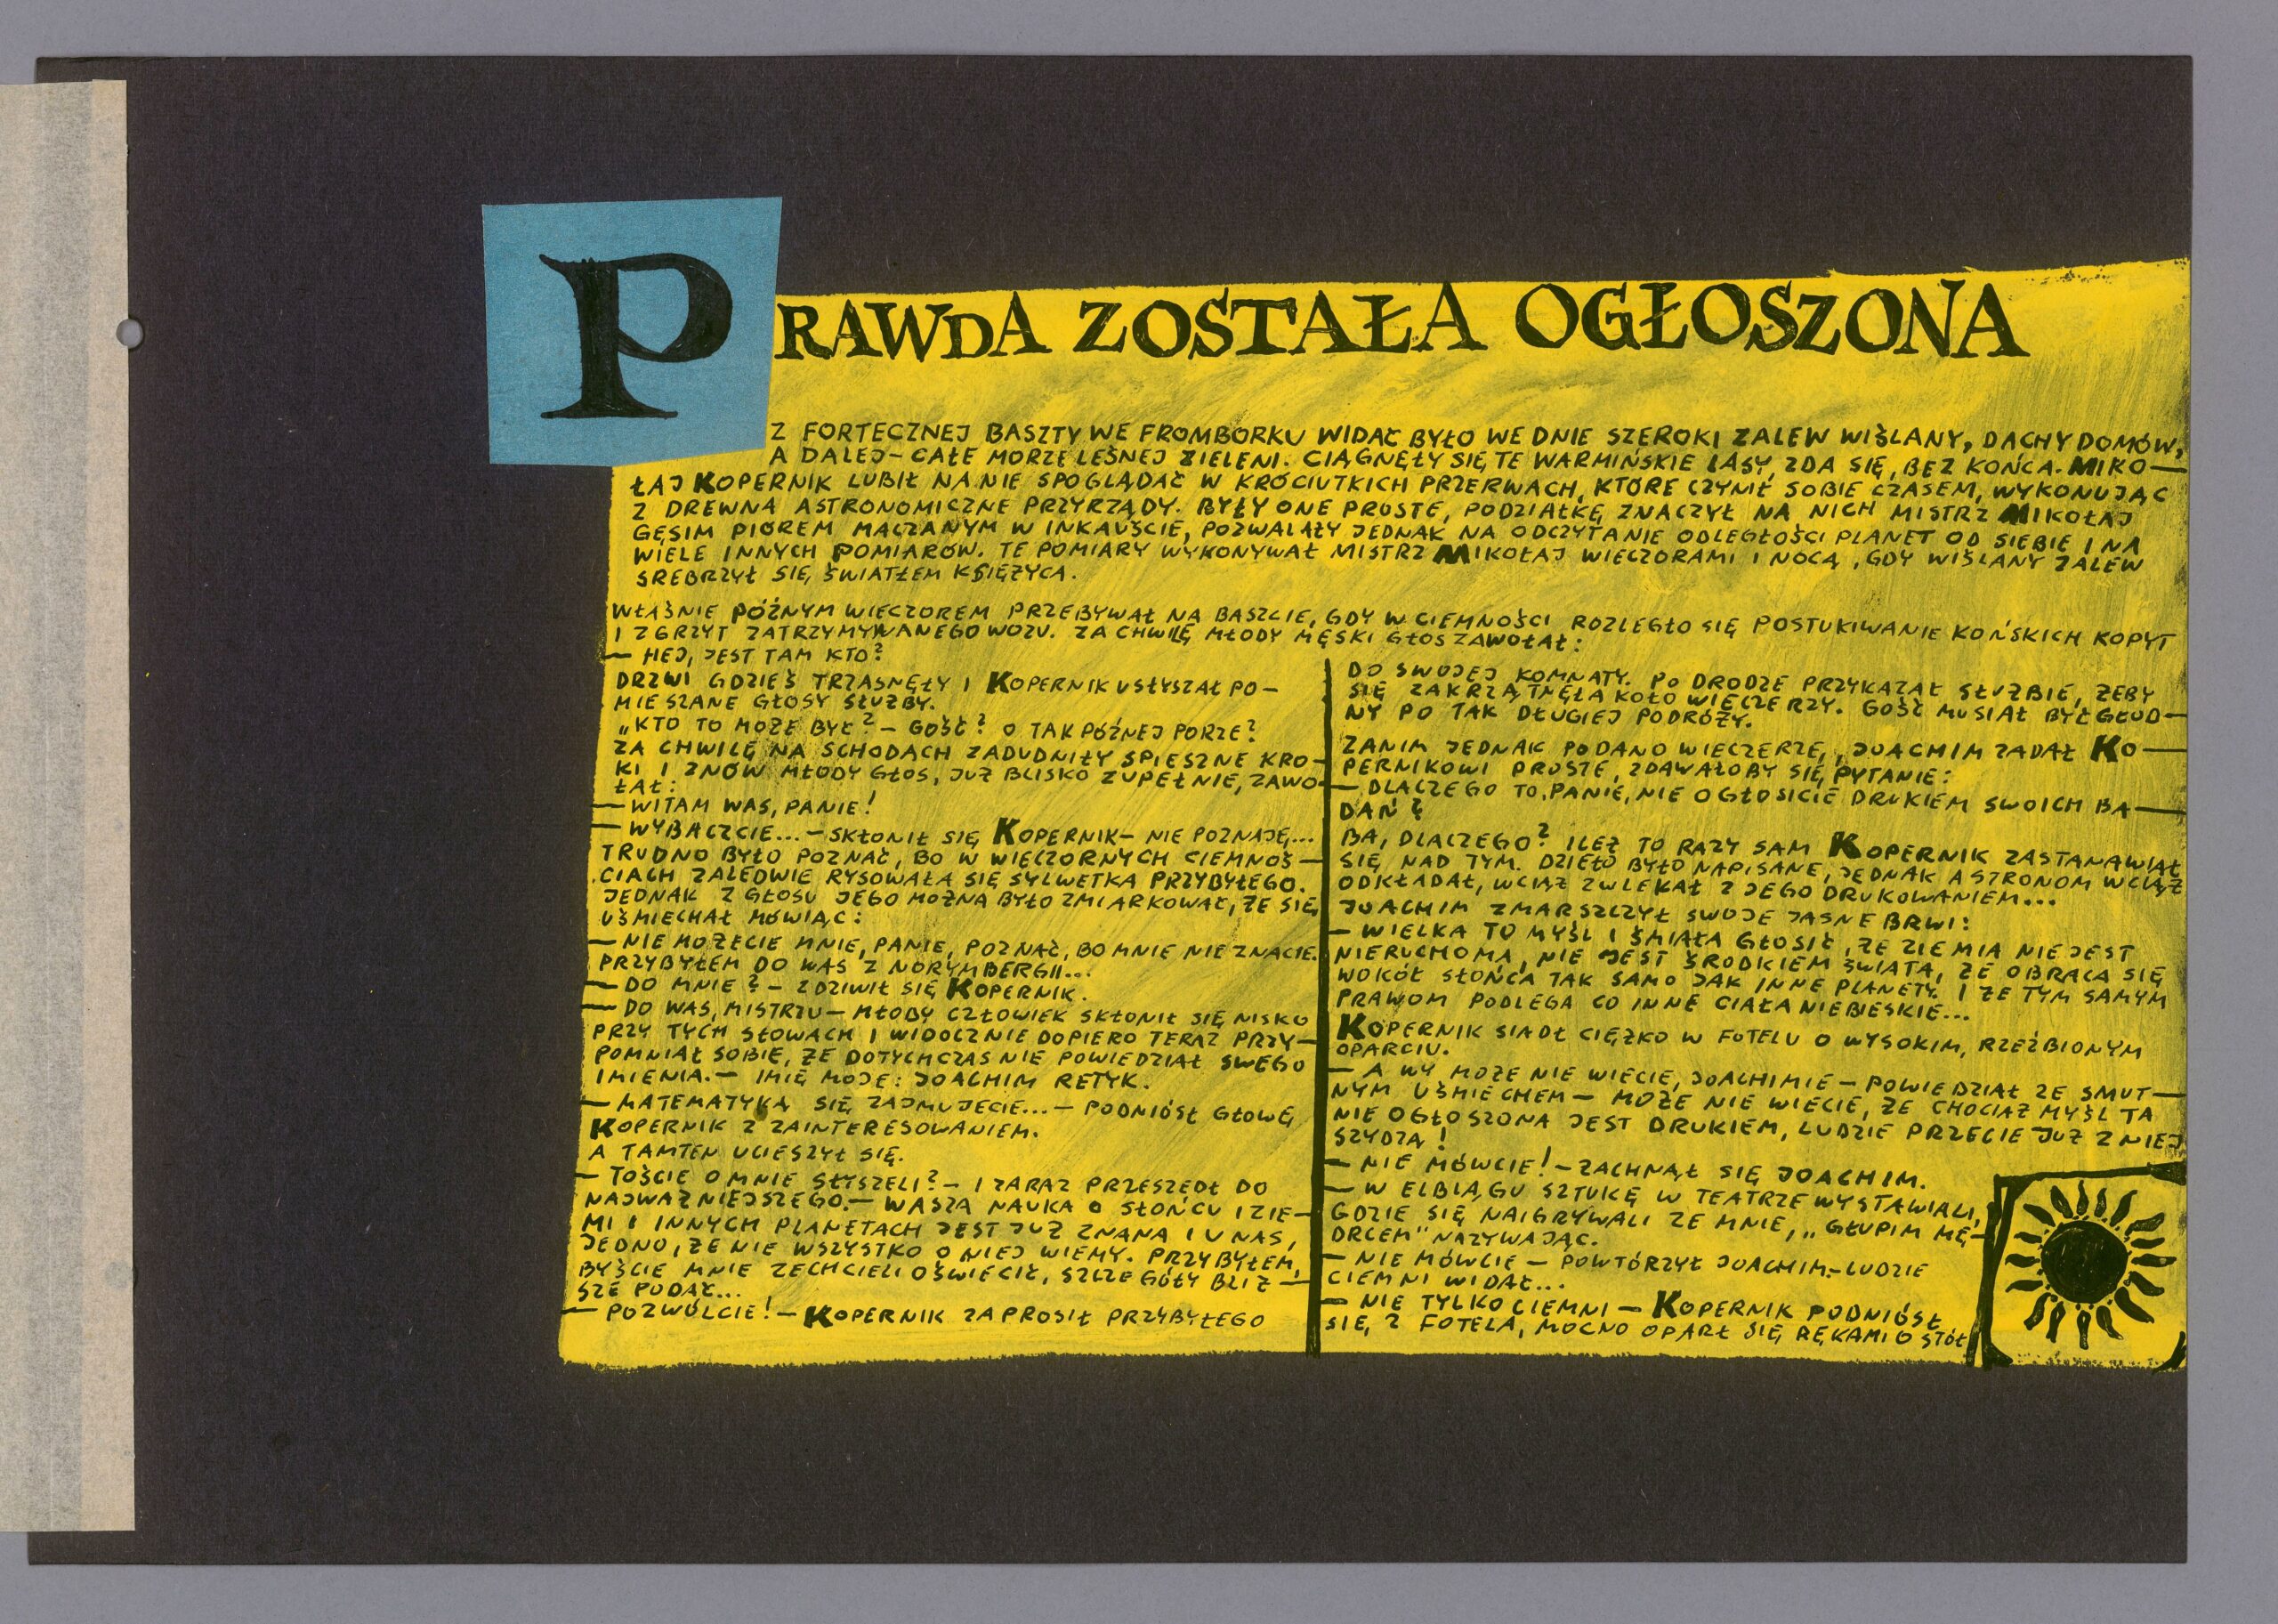 PRAWDA ZOSTAŁA OGŁOSZONA
Z FORTECZNEJ BASZTY WE FROMBORKU WIDAĆ BYŁO WE DNIE SZEROKI ZALEW WIŚLANY, DACHY DOMÓW,
A DALEJ – CAŁE MORZE LEŚNEJ ZIELENI. CIĄGNĘŁY SIĘ TE WARMIŃSKIE LASY, ZDA SIĘ, BEZ KOŃCA. MIKO–
ŁAJ KOPERNIK LUBIŁ NA NIE SPOGLĄDAĆ W KRÓCIUTKICH PRZERWACH, KTÓRE CZYNIŁ SOBIE CZASEM, WYKONUJĄC
Z DREWNA ASTRONOMICZNE PRZYRZĄDY. BYŁY ONE PROSTE, PODZIAŁKĘ ZNACZYŁ NA NICH MISTRZ MIKOŁAJ
GĘSIM PIÓREM MACZANYM W INKAUŚCIE, POZWALAŁY JEDNAK NA ODCZYTANIE ODLEGŁOŚCI PLANET OD SIEBIE I NA
WIELE INNYCH POMIARÓW. TE POMIARY WYKONYWAŁ MISTRZ MIKOŁAJ WIECZORAMI I NOCĄ, GDY WIŚLANY ZALEW
SREBRZYŁ SIĘ ŚWIATŁEM KSIĘŻYCA.
WŁAŚNIE PÓŹNYM WIECZOREM PRZEBYWAŁ NA BASZCIE, GDY W CIEMNOŚCI ROZLEGŁO SIĘ POSTUKIWANIE KOŃSKICH KOPYT
I ZGRZYT ZATRZYMYWANEGO WOZU. ZA CHWILĘ MŁODY MĘSKI GŁOS ZAWOŁAŁ:
— HEJ, JEST TAM KTO?
DRZWI GDZIEŚ TRZASNĘŁY I KOPERNIK USŁYSZAŁ PO–
MIESZANE GŁOSY SŁUŻBY.
„KTO TO MOŻE BYĆ? – GOŚĆ? O TAK PÓŹNEJ PORZE?
ZA CHWILĘ NA SCHODACH ZADUDNIŁY SPIESZNE KRO–
KI I ZNÓW MŁODY GŁOS, JUŻ BLISKO ZUPEŁNIE, ZAWO–
ŁAŁ:
— WITAM WAS, PANIE!
— WYBACZCIE... – SKŁONIŁ SIĘ KOPERNIK – NIE POZNAJĘ...
TRUDNO BYŁO POZNAĆ, BO W WIECZORNYCH CIEMNOŚ–
CIACH ZALEDWIE RYSOWAŁA SIĘ SYLWETKA PRZYBYŁEGO.
JEDNAK Z GŁOSU JEGO MOŻNA BYŁO ZMIARKOWAĆ, ŻE SIĘ
UŚMIECHAŁ MÓWIĄC:
— NIE MOŻECIE MNIE, PANIE, POZNAĆ, BO MNIE NIE ZNACIE.
PRZYBYŁEM DO WAS Z NORYMBERGII...
— DO MNIE? – ZDZIWIŁ SIĘ KOPERNIK.
— DO WAS, MISTRZU – MŁODY CZŁOWIEK SKŁONIŁ SIĘ NISKO
PRZY TYCH SŁOWACH I WIDOCZNIE DOPIERO TERAZ PRZY–
POMNIAŁ SOBIE, ŻE DOTYCHCZAS NIE POWIEDZIAŁ SWEGO
IMIENIA. – IMIĘ MOJE: JOACHIM RETYK.
— MATEMATYKĄ SIĘ ZAJMUJECIE... – PODNIÓSŁ GŁOWĘ
KOPERNIK Z ZAINTERESOWANIEM.
A TAMTEN UCIESZYŁ SIĘ.
— TOŚCIE O MNIE SŁYSZELI? – I ZARAZ PRZESZEDŁ DO
NAJWAŻNIEJSZEGO. – WASZA NAUKA O SŁOŃCU I ZIE–
MI I INNYCH PLANETACH JEST JUŻ ZNANA I U NAS,
JEDNO, ŻE NIE WSZYSTKO O NIEJ WIEMY. PRZYBYŁEM,
BYŚCIE MNIE ZECHCIELI OŚWIECIĆ, SZCZEGÓŁY BLIŻ–
SZE PODAĆ...
— POZWÓLCIE! – KOPERNIK ZAPROSIŁ PRZYBYŁEGO
DO SWOJEJ KOMNATY. PO DRODZE PRZYKAZAŁ SŁUŻBIE, ŻEBY
SIĘ ZAKRZĄTNĘŁA KOŁO WIECZERZY. GOŚĆ MUSIAŁ BYĆ GŁOD–
NY PO TAK DŁUGIEJ PODRÓŻY.
ZANIM JEDNAK PODANO WIECZERZĘ, JOACHIM ZADAŁ KO–
PERNIKOWI PROSTE, ZDAWAŁOBY SIĘ PYTANIE:
— DLACZEGO TO, PANIE, NIE OGŁOSICIE DRUKIEM SWOICH BA–
DAŃ?
BA, DLACZEGO? ILEŻ TO RAZY SAM KOPERNIK ZASTANAWIAŁ
SIĘ NAD TYM. DZIEŁO BYŁO NAPISANE, JEDNAK ASTRONOM WCIĄŻ
ODKŁADAŁ, WCIĄŻ ZWLEKAŁ Z JEGO DRUKOWANIEM...
JOACHIM ZMARSZCZYŁ SWOJE JASNE BRWI:
— WIELKA TO MYŚL I ŚMIAŁA GŁOSIĆ, ŻE ZIEMIA NIE JEST
NIERUCHOMA, NIE JEST ŚRODKIEM ŚWIATA, ŻE OBRACA SIĘ
WOKÓŁ SŁOŃCA TAK SAMO JAK INNE PLANETY. I ŻE TYM SAMYM
PRAWOM PODLEGA CO INNE CIAŁA NIEBIESKIE...
KOPERNIK SIADŁ CIĘŻKO W FOTELU O WYSOKIM, RZEŹBIONYM
OPARCIU.
— A WY MOŻE NIE WIECIE, JOACHIMIE – POWIEDZIAŁ ZE SMUT–
NYM UŚMIECHEM – MOŻE NIE WIECIE, ŻE CHOCIAŻ MYŚL TA
NIE OGŁOSZONA JEST DRUKIEM, LUDZIE PRZECIE JUŻ Z NIEJ
SZYDZĄ!
— NIE MÓWCIE! – ZACHNĄŁ SIĘ JOACHIM.
— W ELBLĄGU SZTUKĘ W TEATRZE WYSTAWIALI,
GDZIE SIĘ NAIGRYWALI ZE MNIE, „GŁUPIM MĘ–
DRCEM" NAZYWAJĄC.
— NIE MÓWCIE – POWTÓRZYŁ JOACHIM. – LUDZIE
CIEMNI WIDAĆ...
— NIE TYLKO CIEMNI – KOPERNIK PODNIÓSŁ
SIĘ Z FOTELA, MOCNO OPARŁ SIĘ RĘKAMI O STÓŁ